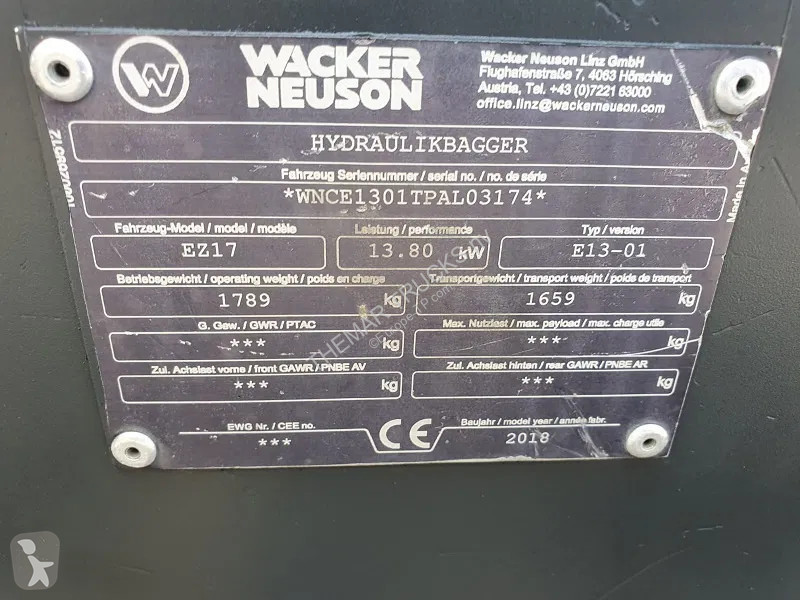 W
WACKER
NEUSON
Wacker Neuson Linz GmbH
Flughafenstraße 7, 4063 Hörsching
Austria, Tel. +43 (0)7221 63000
office.linz@wackerneuson.com
HYDRAULIKBAGGER
Fahrzeug Seriennummer / serial no. / no. de série
*WNCE1301TPAL03174*
Fahrzeug-Model / model / modèle
Leistung / performance
Typ / version
EZ17
13.80 kW
E13-01
Betriebsgewicht / operating weight / poids en charge
Transportgewicht / transport weight / poids de transport
1789 kg
1659 kg
G. Gew. / GWR / PTAC
Max. Nutzlast / max. payload / max. charge utile
*** kg
*** kg
Zul. Achslast vorne / front GAWR / PNBE AV
Zul. Achslast hinten / rear GAWR / PNBE AR
*** kg
*** kg
EWG Nr. / CEE no.
***
CE
Baujahr / model year / année fabr.
2018
Made in